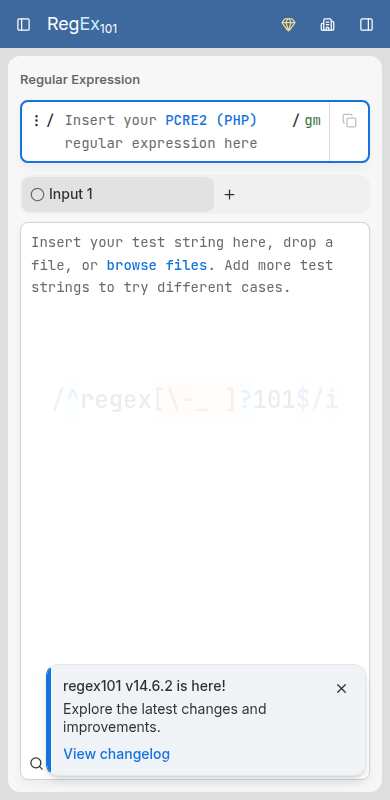 RegEx101
Regular Expression
/ Insert your PCRE2 (PHP) / gm
regular expression here
Input 1 +
Insert your test string here, drop a
file, or browse files. Add more test
strings to try different cases.
/^regex[\-_ ]?101$/i
regex101 v14.6.2 is here!
Explore the latest changes and
improvements.
View changelog